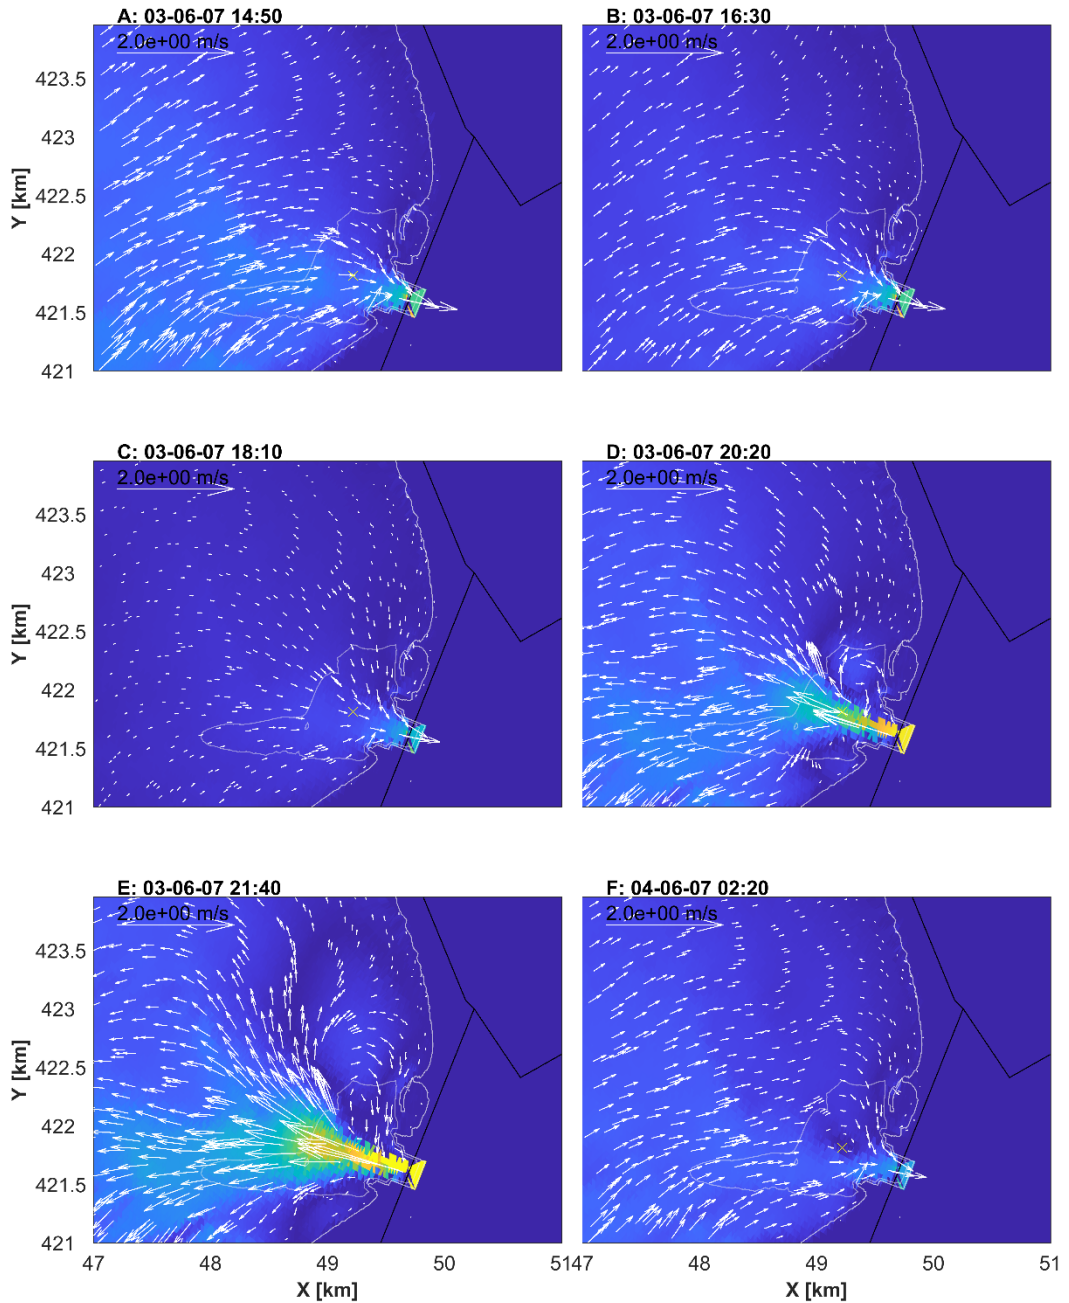 A: 03-06-07 14:50
B: 03-06-07 16:30
2.0e+00 m/s
2.0e+00 m/s
423.5
423
422.5
422
421.5
421
Y [km]
C: 03-06-07 18:10
D: 03-06-07 20:20
2.0e+00 m/s
2.0e+00 m/s
423.5
423
422.5
422
421.5
421
Y [km]
E: 03-06-07 21:40
F: 04-06-07 02:20
2.0e+00 m/s
2.0e+00 m/s
423.5
423
422.5
422
421.5
421
Y [km]
47 48 49 50 51
47 48 49 50 51
X [km]
X [km]